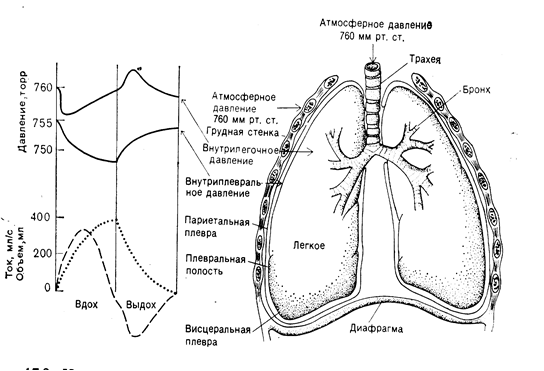 Атмосферное давление
760 мм рт. ст.
Трахея
Бронх
Атмосферное
давление
760 мм рт. ст.
Грудная стенка
Внутрилегочное
давление
Внутриплевраль
ное давление
Париетальная
плевра
Легкое
Плевральная
полость
Висцеральная
плевра
Диафрагма
Давление, торр
760
755
750
Ток, мл/с
Объем, мл
400
200
0
Вдох
Выдох